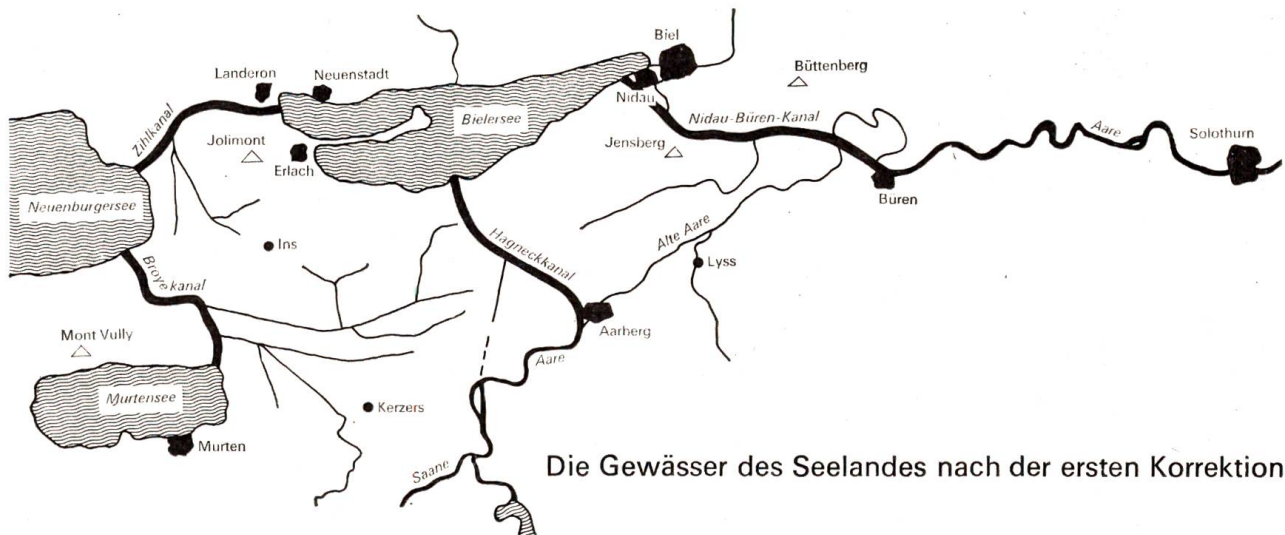 Biel
Büttenberg
Landeron
Neuenstadt
Nidau
Zihlkanal
Bielersee
Nidau-Büren-Kanal
Aare
Solothurn
Jolimont
Jensberg
Erlach
Büren
Neuenburgersee
Ins
Hagneckkanal
Alte Aare
Lyss
Broyekanal
Aarberg
Mont Vully
Aare
Murtensee
Kerzers
Murten
Saane
Die Gewässer des Seelandes nach der ersten Korrektion